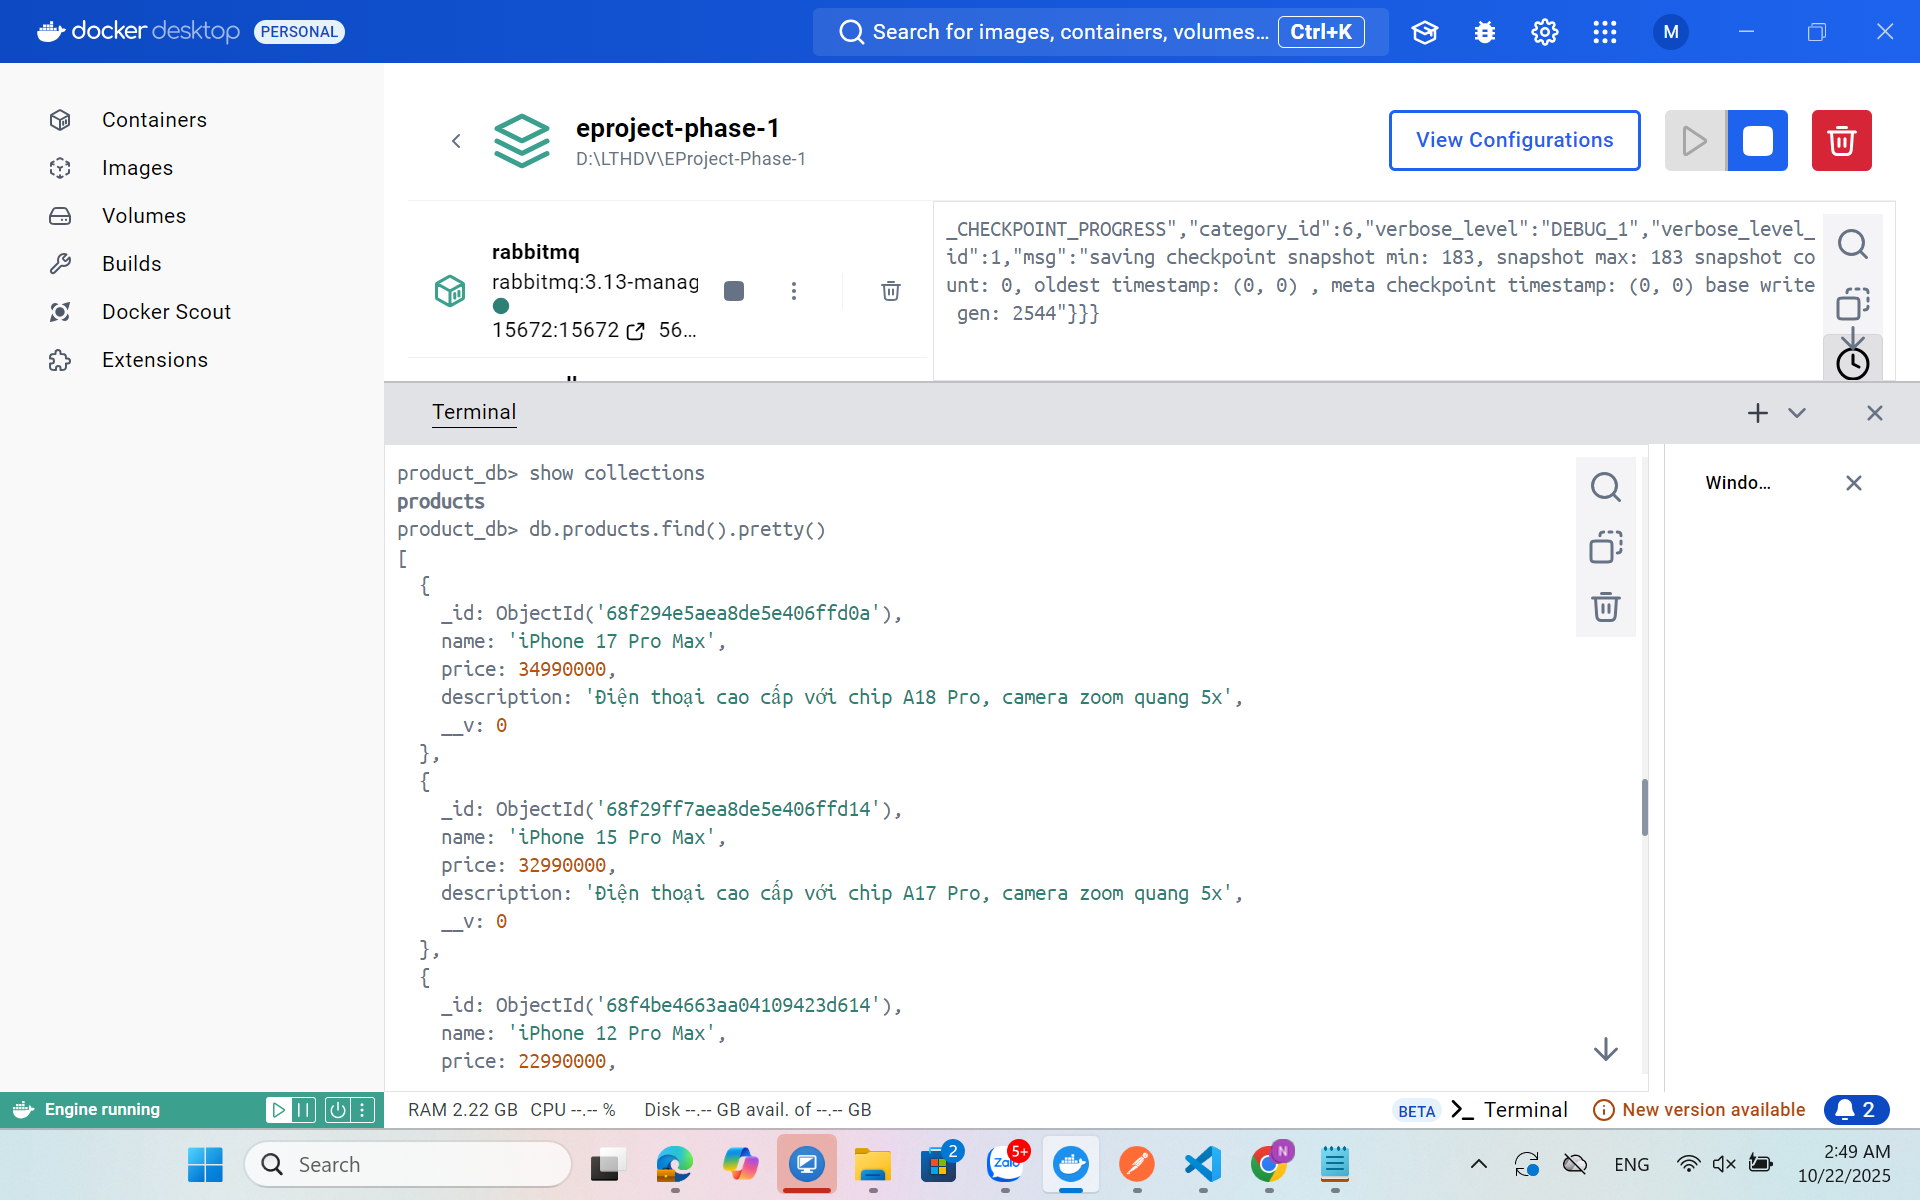 docker desktop PERSONAL
Search for images, containers, volumes... Ctrl+K
M
Containers
Images
Volumes
Builds
Docker Scout
Extensions
eproject-phase-1
D:\LTHDV\EProject-Phase-1
View Configurations
rabbitmq
rabbitmq:3.13-manag
15672:15672 56...
_CHECKPOINT_PROGRESS","category_id":6,"verbose_level":"DEBUG_1","verbose_level_
id":1,"msg":"saving checkpoint snapshot min: 183, snapshot max: 183 snapshot co
unt: 0, oldest timestamp: (0, 0) , meta checkpoint timestamp: (0, 0) base write
gen: 2544"}}}
Terminal
product_db> show collections
products
product_db> db.products.find().pretty()
[
{
_id: ObjectId('68f294e5aea8de5e406ffd0a'),
name: 'iPhone 17 Pro Max',
price: 34990000,
description: 'Điện thoại cao cấp với chip A18 Pro, camera zoom quang 5x',
__v: 0
},
{
_id: ObjectId('68f29ff7aea8de5e406ffd14'),
name: 'iPhone 15 Pro Max',
price: 32990000,
description: 'Điện thoại cao cấp với chip A17 Pro, camera zoom quang 5x',
__v: 0
},
{
_id: ObjectId('68f4be4663aa04109423d614'),
name: 'iPhone 12 Pro Max',
price: 22990000,
Windo...
Engine running
RAM 2.22 GB CPU --.-- % Disk --.-- GB avail. of --.-- GB
BETA Terminal New version available 2
Search
2
Zalo 5+
N
ENG
2:49 AM
10/22/2025